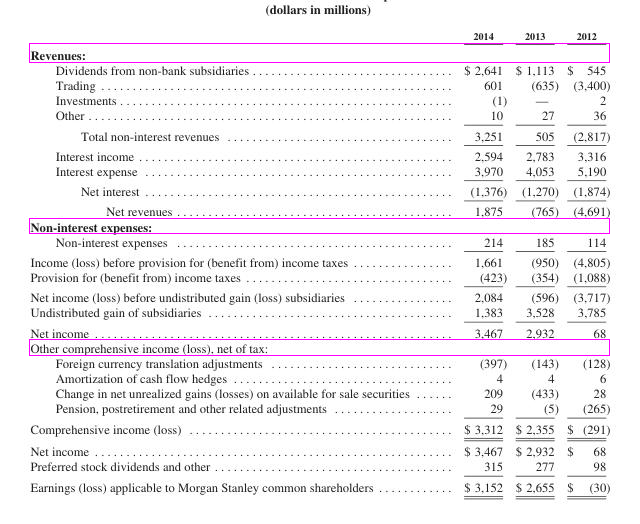 (dollars in millions)
2014 2013 2012
Revenues:
Dividends from non-bank subsidiaries . . . . . . . . . . . . . . . . . . . . . . . . . . . . . . . . $ 2,641 $ 1,113 $ 545
Trading . . . . . . . . . . . . . . . . . . . . . . . . . . . . . . . . 601 (635) (3,400)
Investments . . . . . . . . . . . . . . . . . . . . . . . . . . . . . . . . (1) — 2
Other . . . . . . . . . . . . . . . . . . . . . . . . . . . . . . . . 10 27 36
Total non-interest revenues . . . . . . . . . . . . . . . . . . . . . . . . 3,251 505 (2,817)
Interest income . . . . . . . . . . . . . . . . . . . . . . . . . . . . . . . . 2,594 2,783 3,316
Interest expense . . . . . . . . . . . . . . . . . . . . . . . . . . . . . . . . 3,970 4,053 5,190
Net interest . . . . . . . . . . . . . . . . . . . . . . . . . . . . . . . . (1,376) (1,270) (1,874)
Net revenues . . . . . . . . . . . . . . . . . . . . . . . . . . . . . . . . 1,875 (765) (4,691)
Non-interest expenses:
Non-interest expenses . . . . . . . . . . . . . . . . . . . . . . . . . . . . . . . . 214 185 114
Income (loss) before provision for (benefit from) income taxes . . . . . . . . . . . . . . . . 1,661 (950) (4,805)
Provision for (benefit from) income taxes . . . . . . . . . . . . . . . . . . . . . . . . (423) (354) (1,088)
Net income (loss) before undistributed gain (loss) subsidiaries . . . . . . . . . . . . . . . . 2,084 (596) (3,717)
Undistributed gain of subsidiaries . . . . . . . . . . . . . . . . . . . . . . . . . . . . . . . . 1,383 3,528 3,785
Net income . . . . . . . . . . . . . . . . . . . . . . . . . . . . . . . . 3,467 2,932 68
Other comprehensive income (loss), net of tax:
Foreign currency translation adjustments . . . . . . . . . . . . . . . . . . . . . . . . (397) (143) (128)
Amortization of cash flow hedges . . . . . . . . . . . . . . . . . . . . . . . . . . . . . . . . 4 4 6
Change in net unrealized gains (losses) on available for sale securities . . . . . . 209 (433) 28
Pension, postretirement and other related adjustments . . . . . . . . . . . . . . . . . . 29 (5) (265)
Comprehensive income (loss) . . . . . . . . . . . . . . . . . . . . . . . . . . . . . . . . $ 3,312 $ 2,355 $ (291)
Net income . . . . . . . . . . . . . . . . . . . . . . . . . . . . . . . . $ 3,467 $ 2,932 $ 68
Preferred stock dividends and other . . . . . . . . . . . . . . . . . . . . . . . . . . . . . . . . 315 277 98
Earnings (loss) applicable to Morgan Stanley common shareholders . . . . . . . . . . . . $ 3,152 $ 2,655 $ (30)